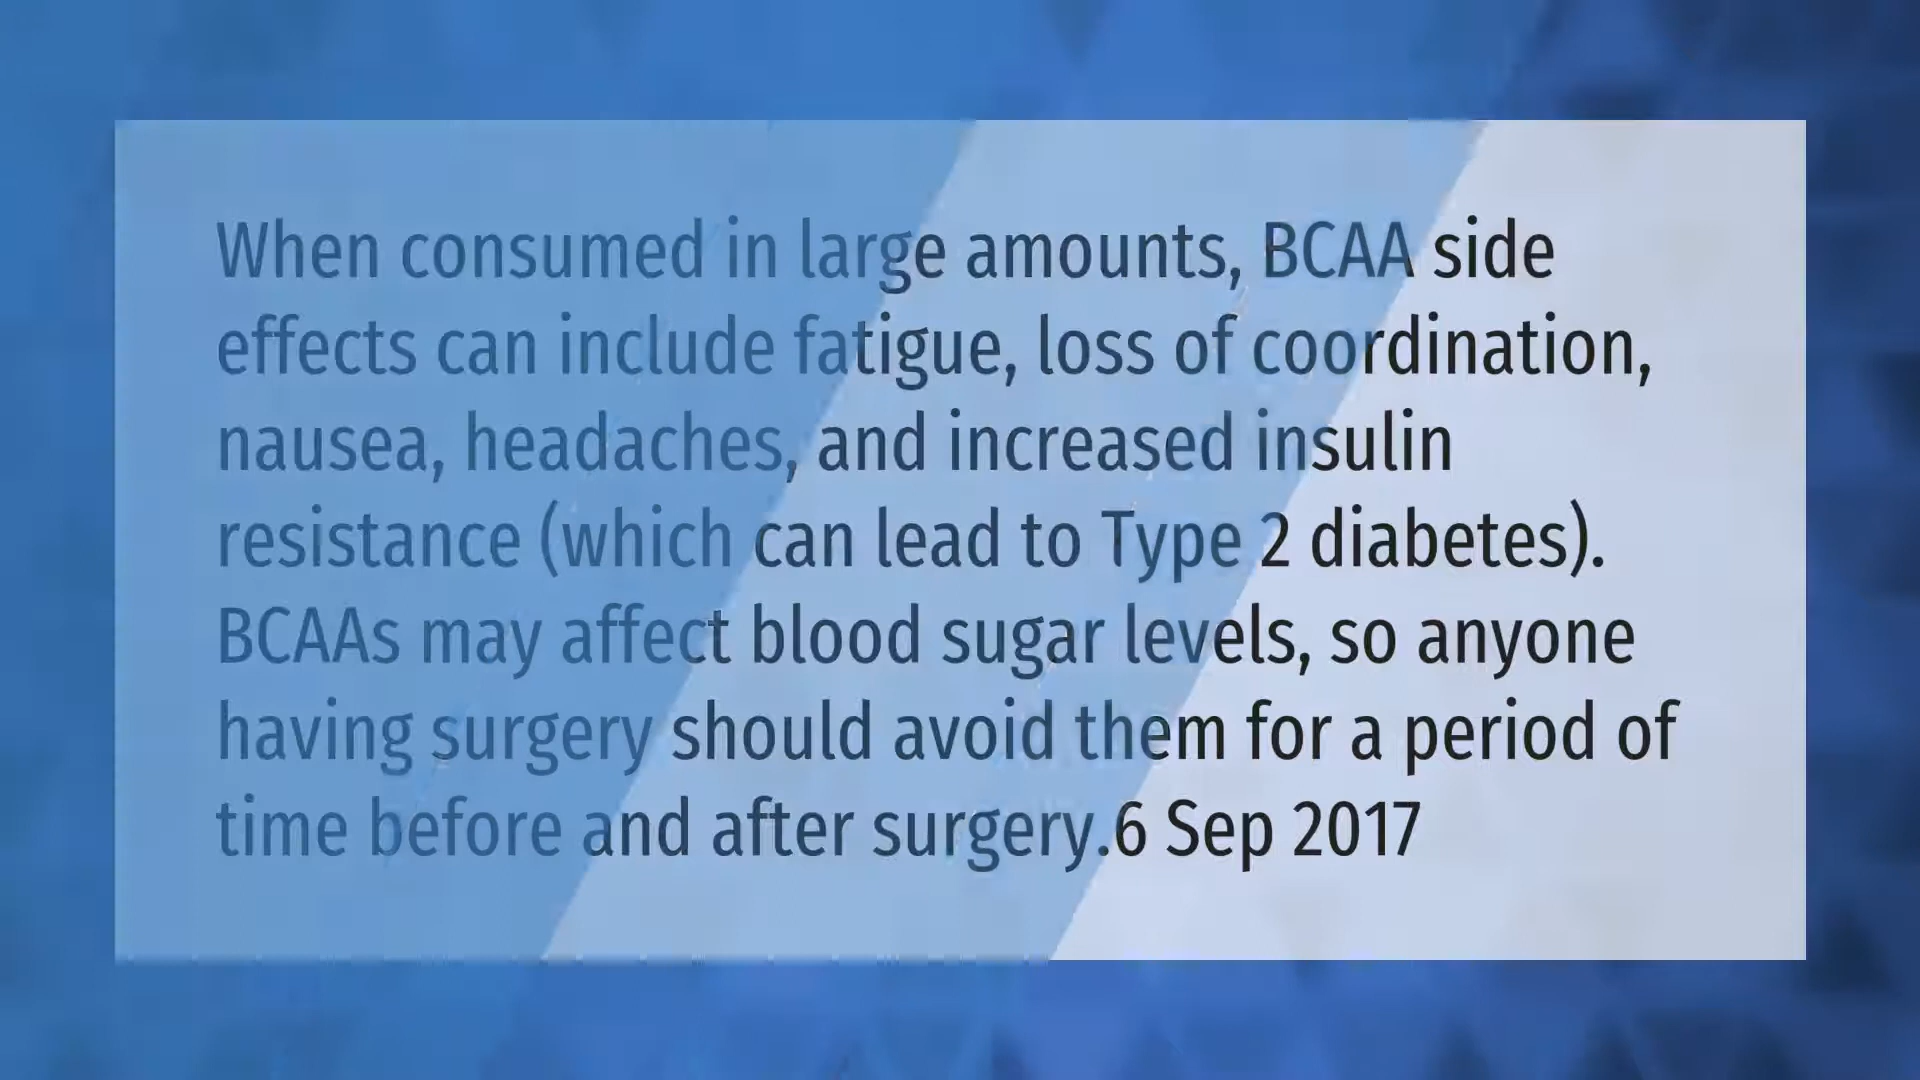 When consumed in large amounts, BCAA side
effects can include fatigue, loss of coordination,
nausea, headaches, and increased insulin
resistance (which can lead to Type 2 diabetes).
BCAAs may affect blood sugar levels, so anyone
having surgery should avoid them for a period of
time before and after surgery.6 Sep 2017